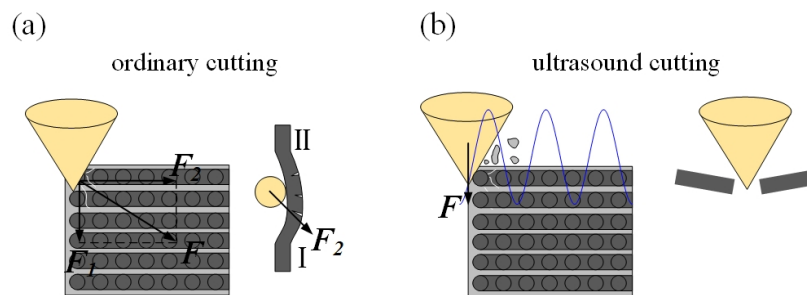 (a)
ordinary cutting
F2
F1
F
II
I
F2
(b)
ultrasound cutting
F